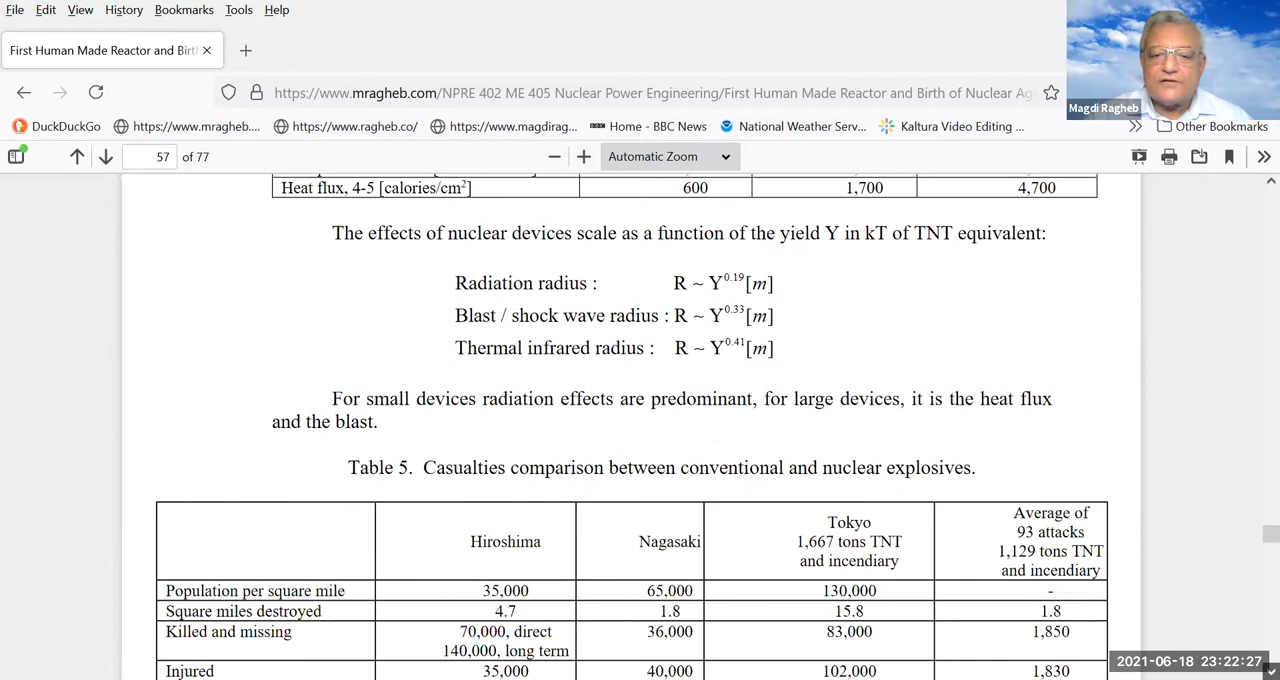 File Edit View History Bookmarks Tools Help
First Human Made Reactor and Birt
https://www.mragheb.com/NPRE 402 ME 405 Nuclear Power Engineering/First Human Made Reactor and Birth of Nuclear Ag
Magdi Ragheb
DuckDuckGo https://www.mragheb.... https://www.ragheb.co/ https://www.magdirag... BBC Home - BBC News National Weather Serv... Kaltura Video Editing ... Other Bookmarks
57 of 77 Automatic Zoom
Heat flux, 4-5 [calories/cm²] 600 1,700 4,700
The effects of nuclear devices scale as a function of the yield Y in kT of TNT equivalent:
Radiation radius : R ~ Y^0.19 [m]
Blast / shock wave radius : R ~ Y^0.33 [m]
Thermal infrared radius : R ~ Y^0.41 [m]
For small devices radiation effects are predominant, for large devices, it is the heat flux
and the blast.
Table 5. Casualties comparison between conventional and nuclear explosives.
Hiroshima Nagasaki Tokyo 1,667 tons TNT and incendiary Average of 93 attacks 1,129 tons TNT and incendiary
Population per square mile 35,000 65,000 130,000 -
Square miles destroyed 4.7 1.8 15.8 1.8
Killed and missing 70,000, direct 140,000, long term 36,000 83,000 1,850
Injured 35,000 40,000 102,000 1,830
2021-06-18 23:22:27